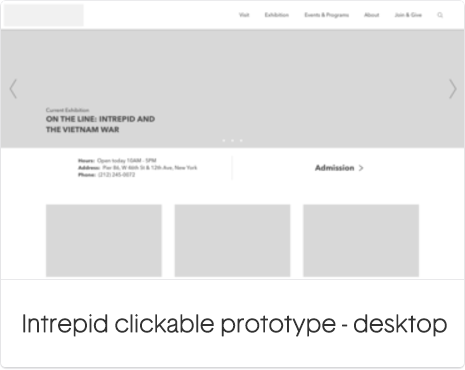 Visit Exhibition Events & Programs About Join & Give
Current Exhibition
ON THE LINE: INTREPID AND
THE VIETNAM WAR
Hours: Open today 10AM - 5PM
Address: Pier 86, W 46th St & 12th Ave, New York
Phone: (212) 245-0072
Admission
Intrepid clickable prototype - desktop